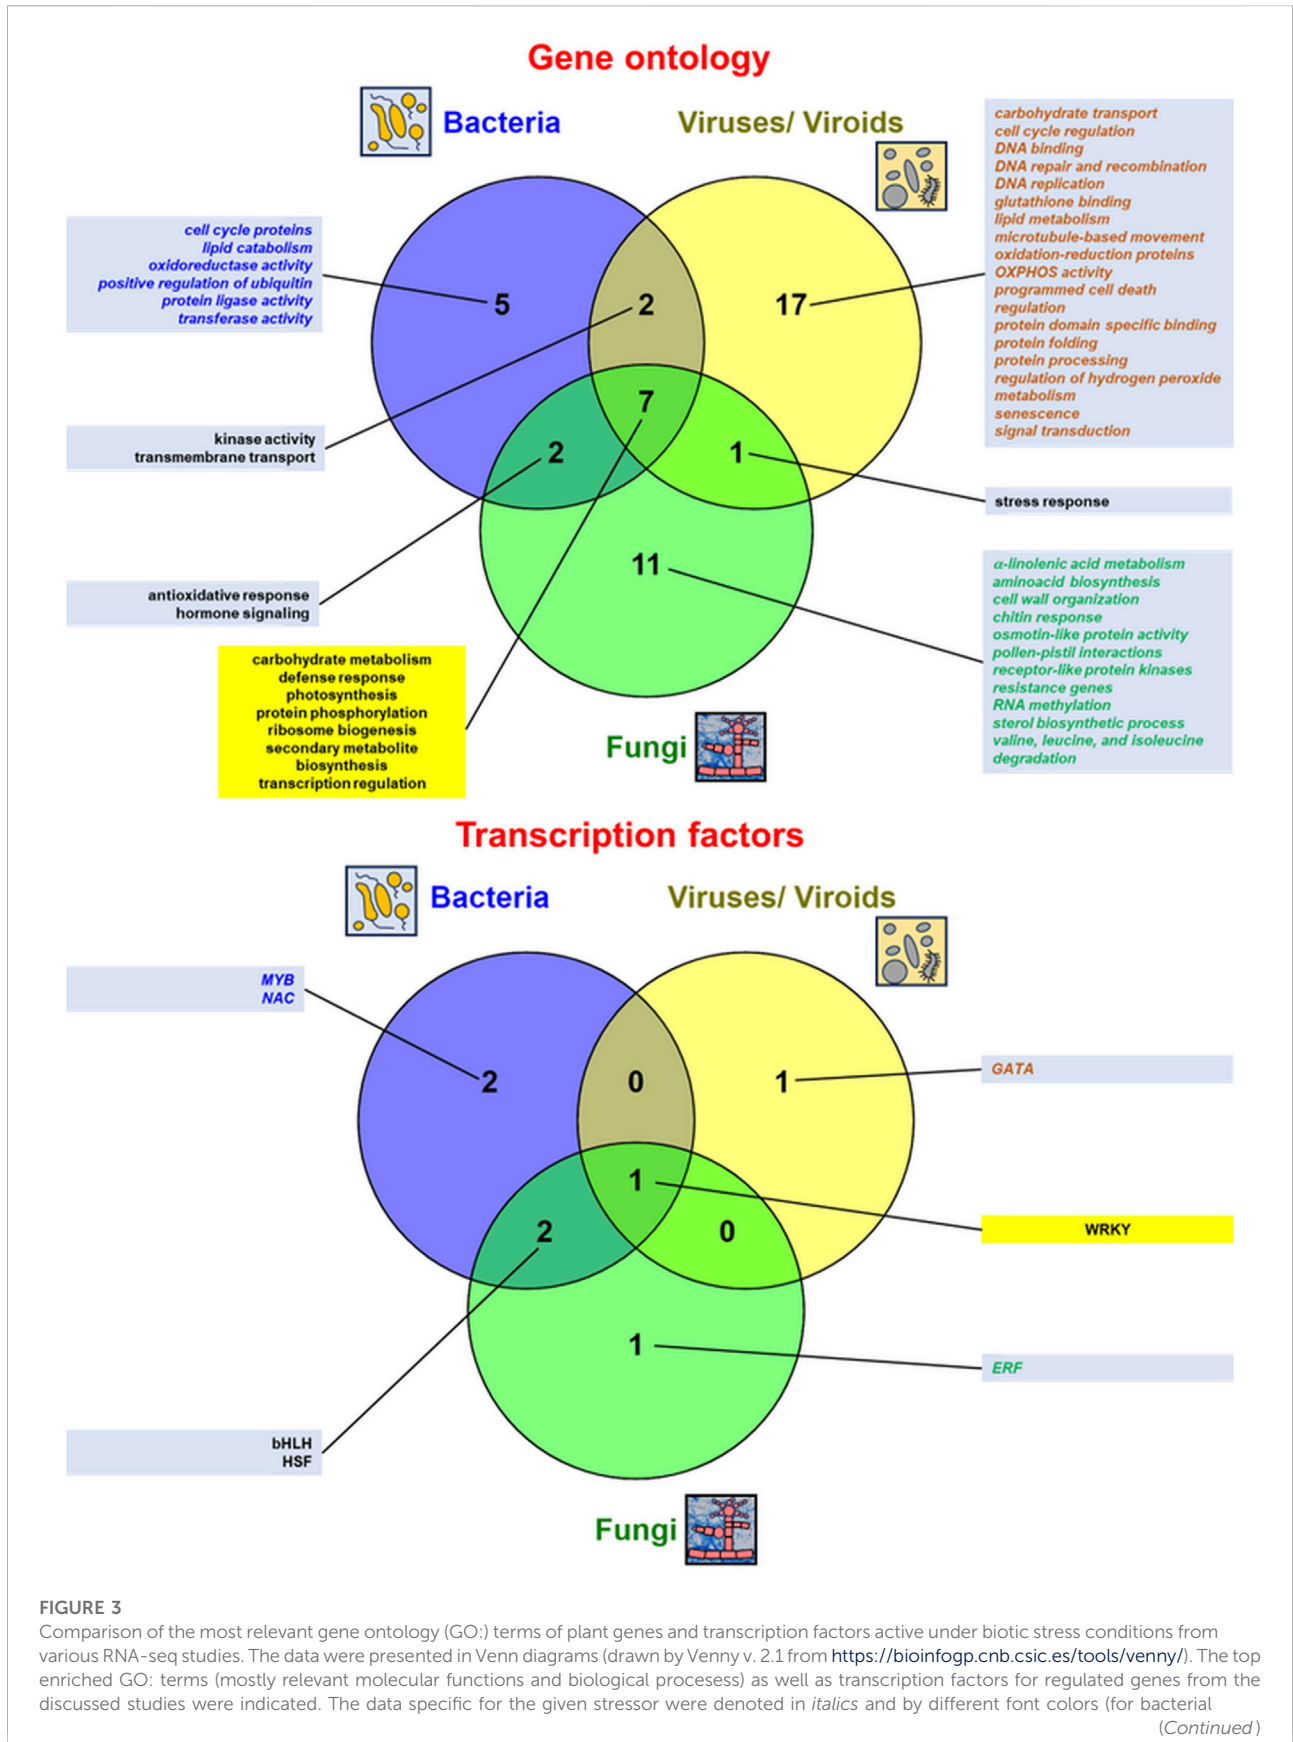 Gene ontology
Bacteria
Viruses/ Viroids
cell cycle proteins
lipid catabolism
oxidoreductase activity
positive regulation of ubiquitin
protein ligase activity
transferase activity
carbohydrate transport
cell cycle regulation
DNA binding
DNA repair and recombination
DNA replication
glutathione binding
lipid metabolism
microtubule-based movement
oxidation-reduction proteins
OXPHOS activity
programmed cell death
regulation
protein domain specific binding
protein folding
protein processing
regulation of hydrogen peroxide
metabolism
senescence
signal transduction
5
2
17
7
2
1
11
kinase activity
transmembrane transport
stress response
antioxidative response
hormone signaling
α-linolenic acid metabolism
aminoacid biosynthesis
cell wall organization
chitin response
osmotin-like protein activity
pollen-pistil interactions
receptor-like protein kinases
resistance genes
RNA methylation
sterol biosynthetic process
valine, leucine, and isoleucine
degradation
carbohydrate metabolism
defense response
photosynthesis
protein phosphorylation
ribosome biogenesis
secondary metabolite
biosynthesis
transcription regulation
Fungi
Transcription factors
Bacteria
Viruses/ Viroids
MYB
NAC
2
0
1
GATA
1
WRKY
2
0
1
ERF
bHLH
HSF
Fungi
FIGURE 3
Comparison of the most relevant gene ontology (GO:) terms of plant genes and transcription factors active under biotic stress conditions from
various RNA-seq studies. The data were presented in Venn diagrams (drawn by Venny v. 2.1 from https://bioinfogp.cnb.csic.es/tools/venny/). The top
enriched GO: terms (mostly relevant molecular functions and biological procesess) as well as transcription factors for regulated genes from the
discussed studies were indicated. The data specific for the given stressor were denoted in italics and by different font colors (for bacterial
(Continued)